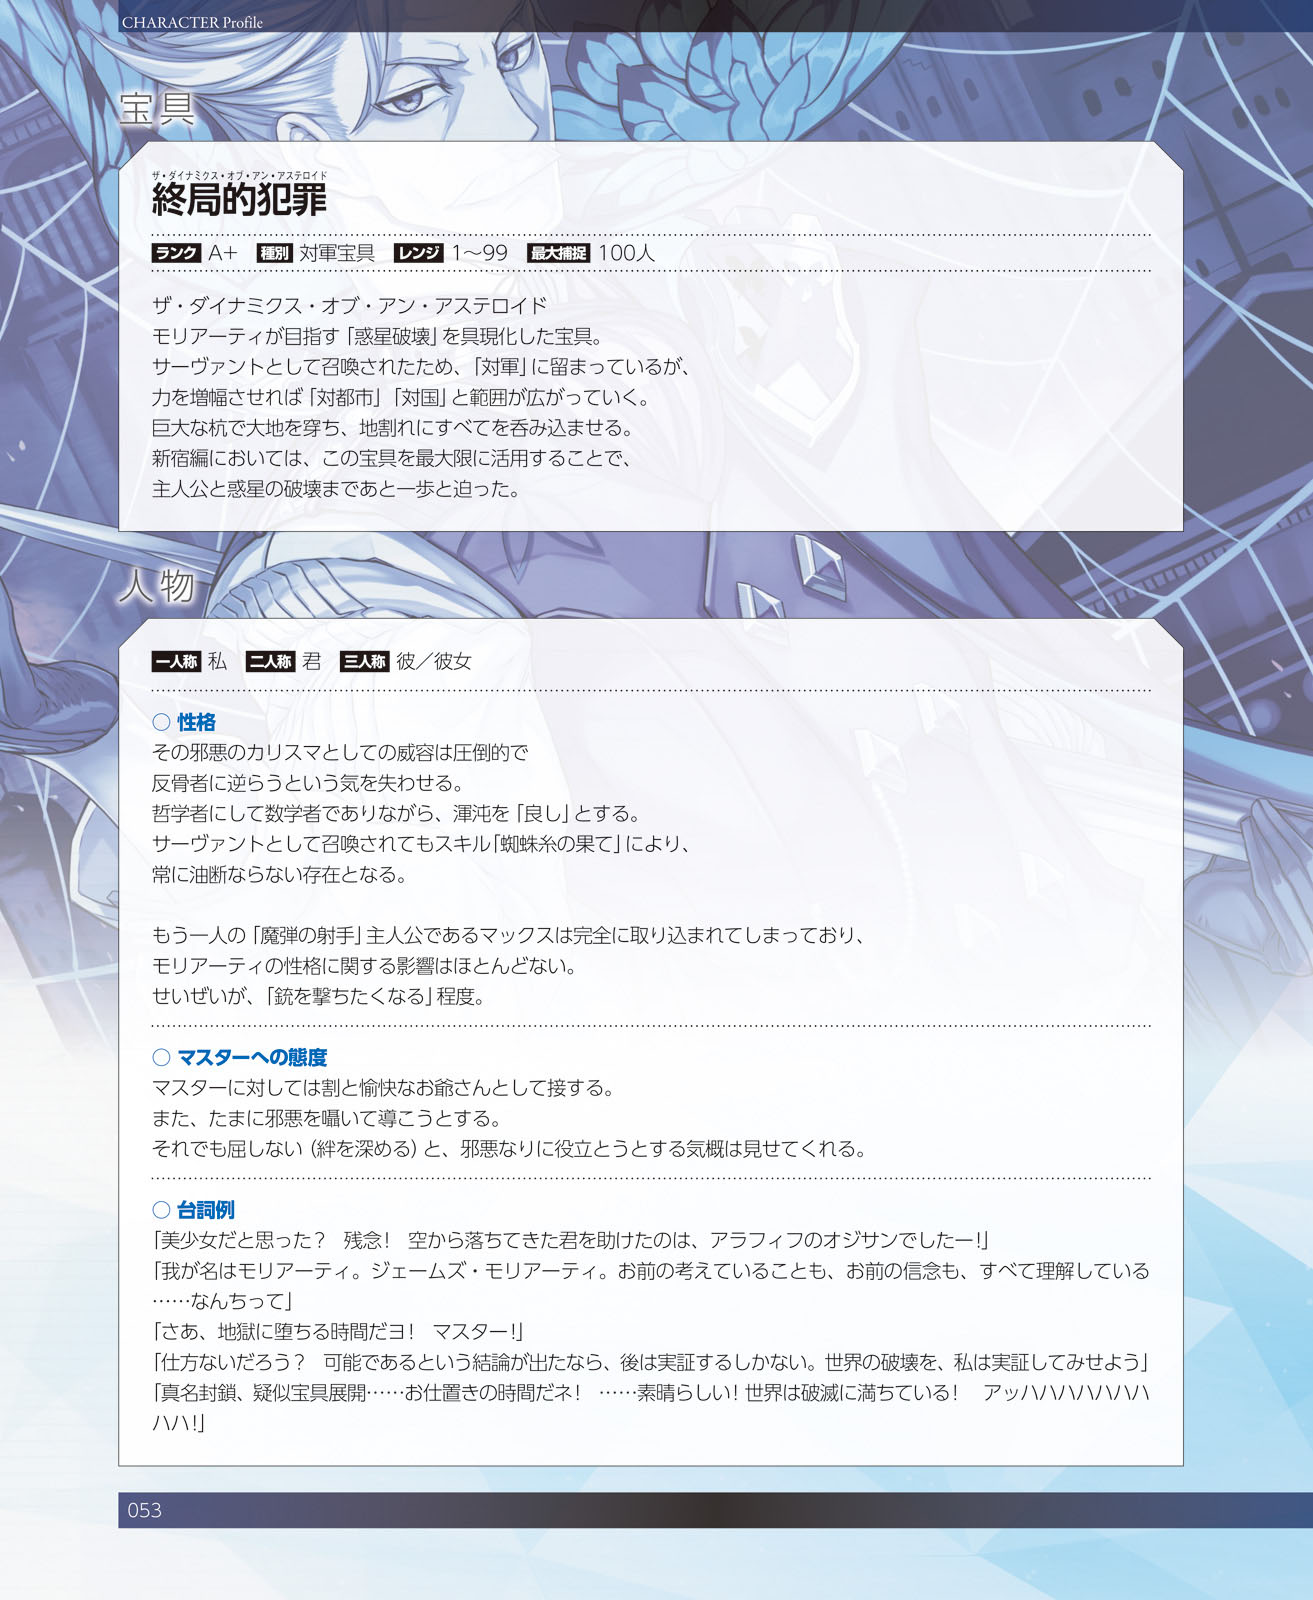 CHARACTER Profile
宝具
ザ・ダイナミクス・オブ・アン・アステロイド
終局的犯罪
ランク A+ 種別 対軍宝具 レンジ 1～99 最大捕捉 100人
ザ・ダイナミクス・オブ・アン・アステロイド
モリアーティが目指す「惑星破壊」を具現化した宝具。
サーヴァントとして召喚されたため、「対軍」に留まっているが、
力を増幅させれば「対都市」「対国」と範囲が広がっていく。
巨大な杭で大地を穿ち、地割れにすべてを呑み込ませる。
新宿編においては、この宝具を最大限に活用することで、
主人公と惑星の破壊まであと一歩と迫った。
人物
一人称 私 二人称 君 三人称 彼／彼女
○ 性格
その邪悪のカリスマとしての威容は圧倒的で
反骨者に逆らうという気を失わせる。
哲学者にして数学者でありながら、渾沌を「良し」とする。
サーヴァントとして召喚されてもスキル「蜘蛛糸の果て」により、
常に油断ならない存在となる。
もう一人の「魔弾の射手」主人公であるマックスは完全に取り込まれてしまっており、
モリアーティの性格に関する影響はほとんどない。
せいぜいが、「銃を撃ちたくなる」程度。
○ マスターへの態度
マスターに対しては割と愉快なお爺さんとして接する。
また、たまに邪悪を囁いて導こうとする。
それでも屈しない（絆を深める）と、邪悪なりに役立とうとする気概は見せてくれる。
○ 台詞例
「美少女だと思った？　残念！　空から落ちてきた君を助けたのは、アラフィフのオジサンでしたー！」
「我が名はモリアーティ。ジェームズ・モリアーティ。お前の考えていることも、お前の信念も、すべて理解している
……なんちって」
「さあ、地獄に堕ちる時間だヨ！　マスター！」
「仕方ないだろう？　可能であるという結論が出たなら、後は実証するしかない。世界の破壊を、私は実証してみせよう」
「真名封鎖、疑似宝具展開……お仕置きの時間だネ！　……素晴らしい！世界は破滅に満ちている！　アッハハハハハハハ
ハハ！」
053